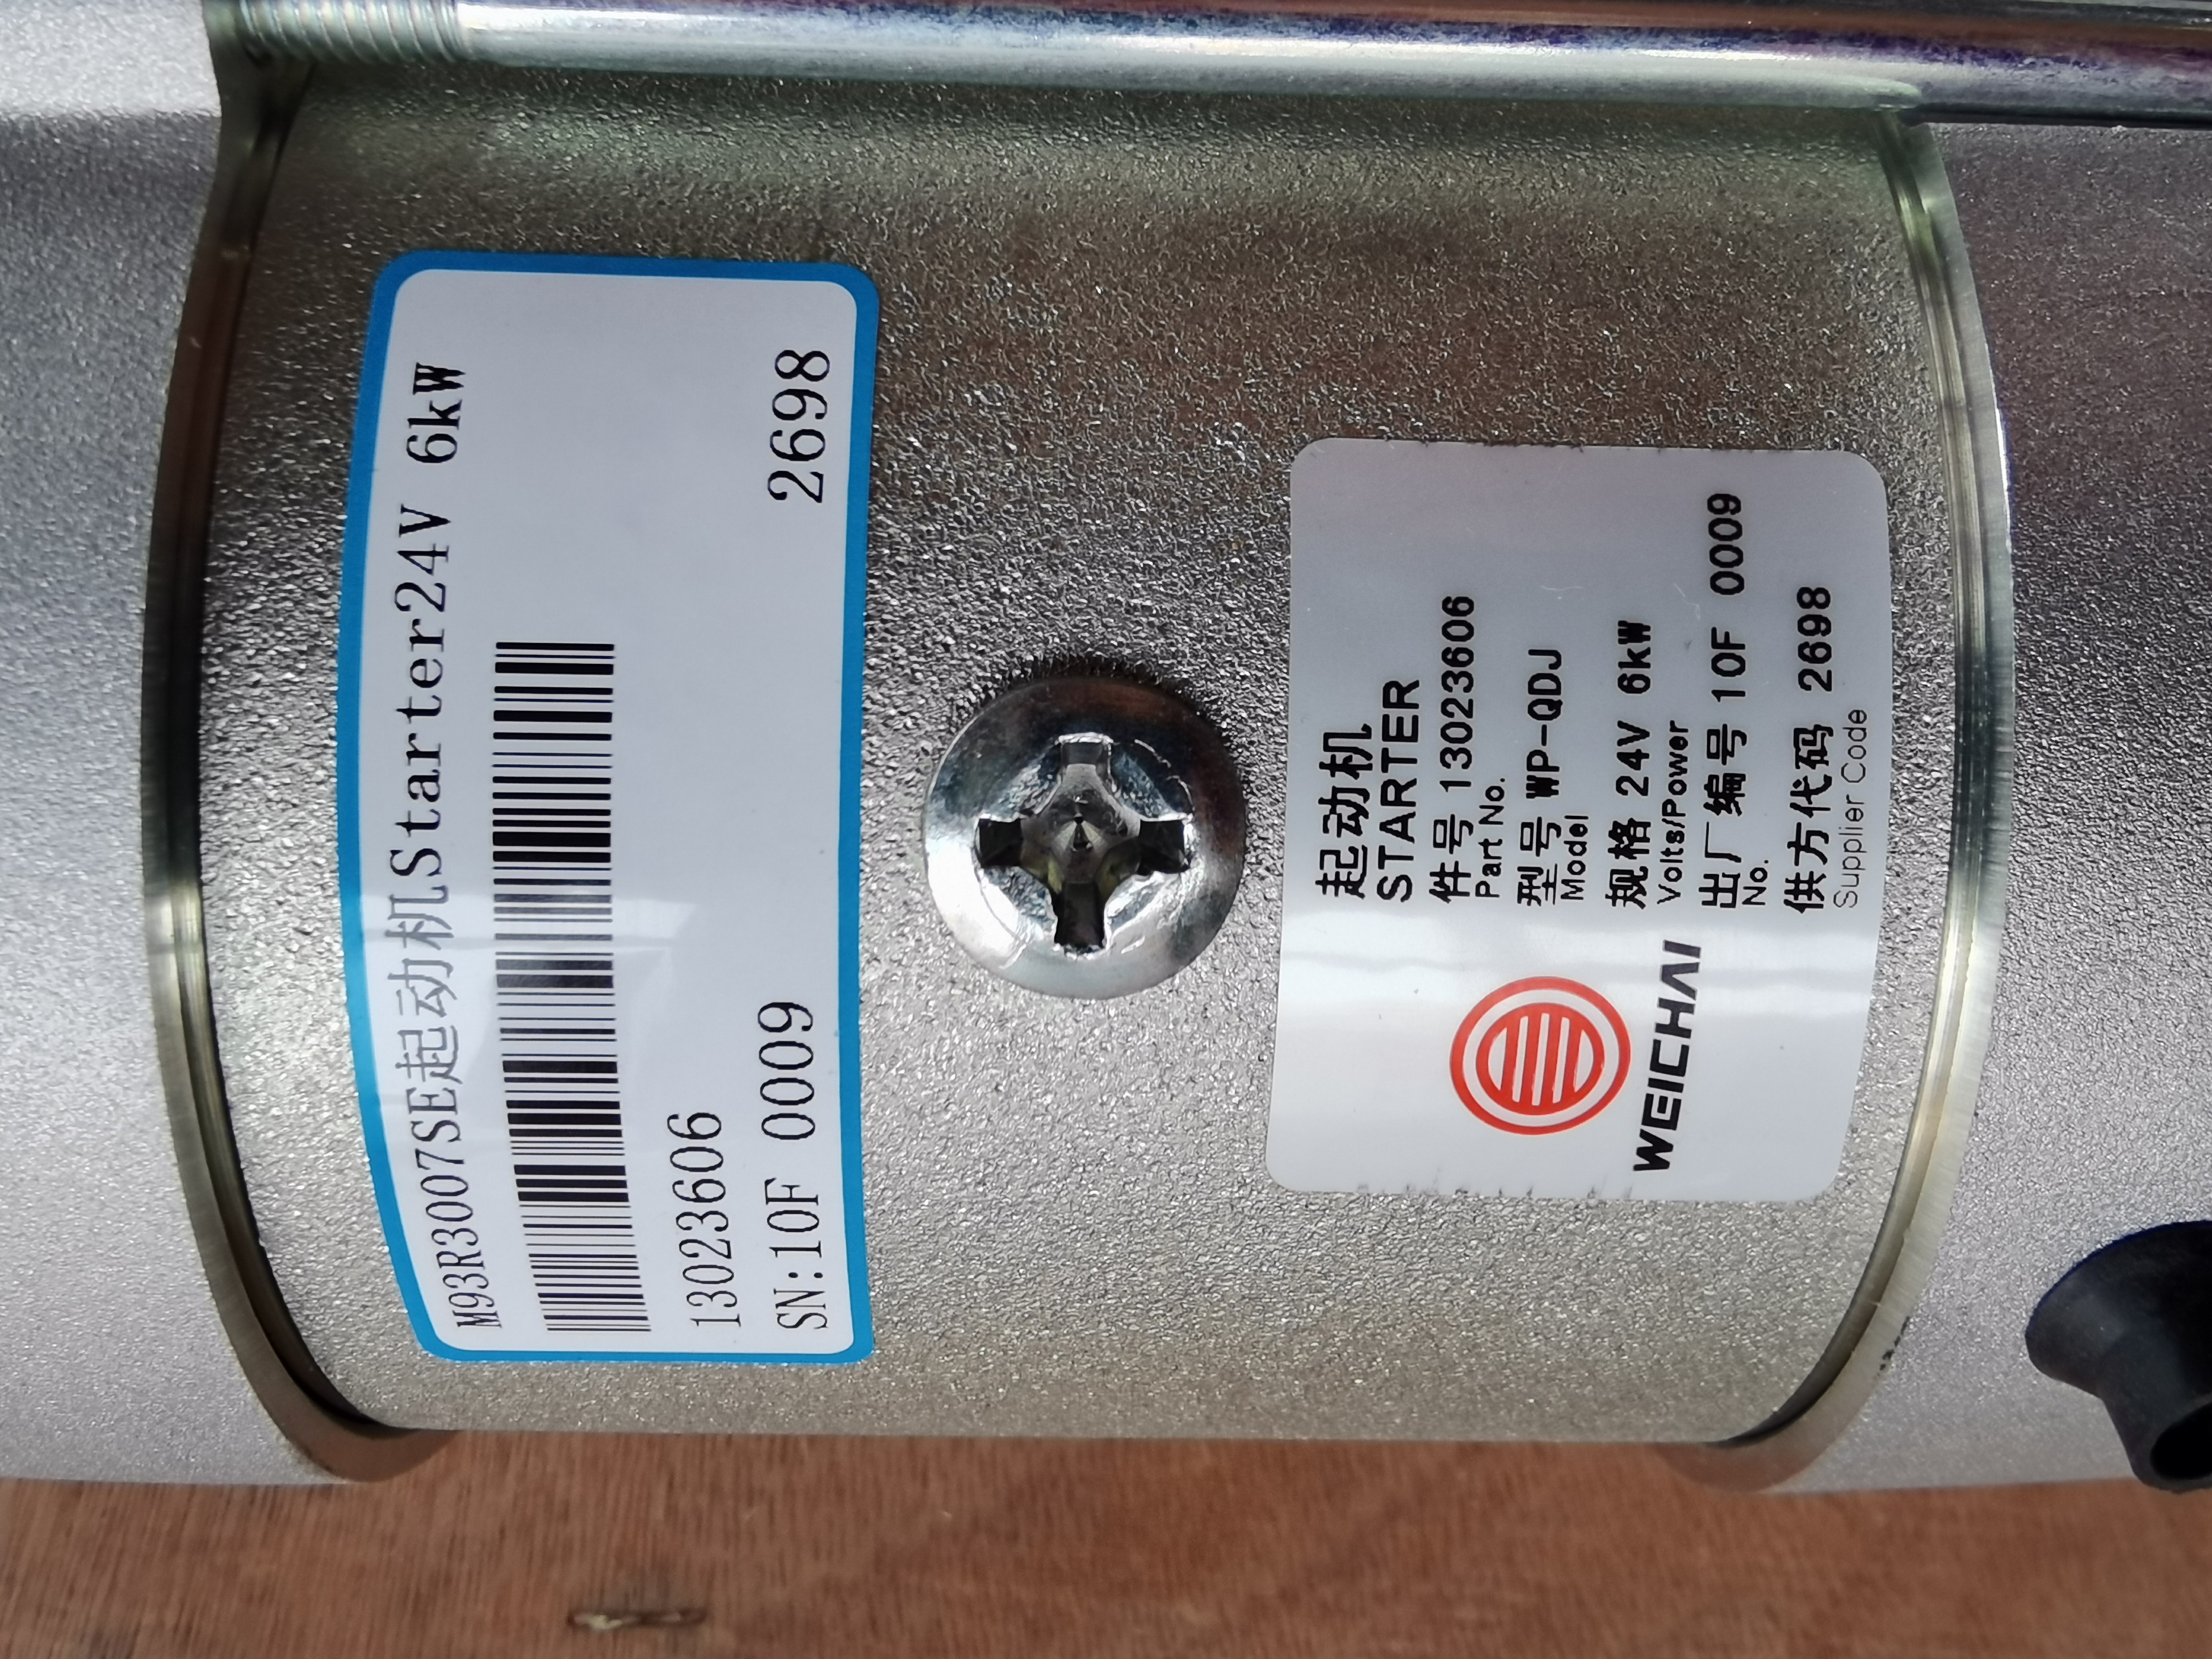 M93R3007SE起动机Starter24V 6kW
13023606
SN:10F 0009 2698
起动机
STARTER
件号 13023606
Part No.
型号 WP-QDJ
Model
规格 24V 6kW
Volts/Power
出厂编号 10F 0009
No.
供方代码 2698
Supplier Code
WEICHAI